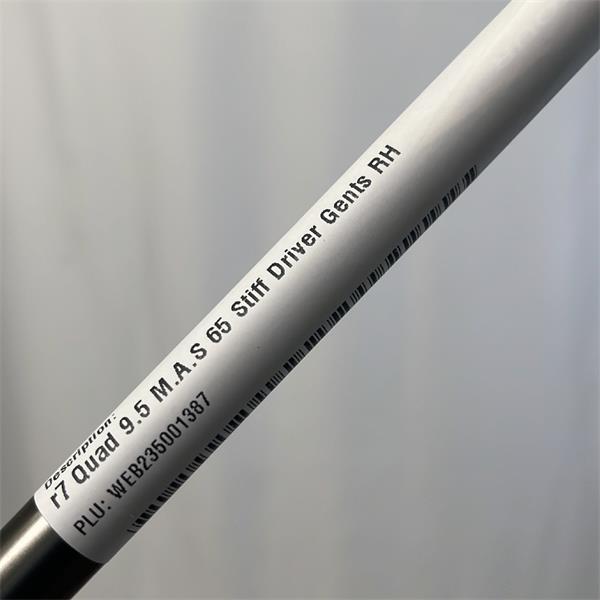 Description:
r7 Quad 9.5 M.A.S 65 Stiff Driver Gents RH
PLU: WEB235001387